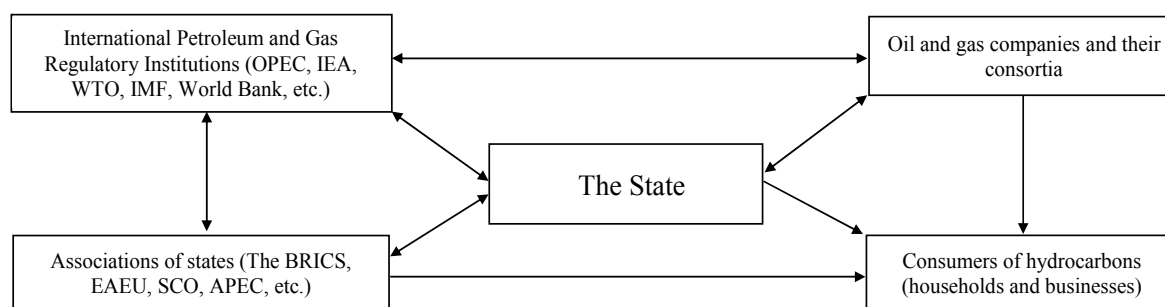 International Petroleum and Gas
Regulatory Institutions (OPEC, IEA,
WTO, IMF, World Bank, etc.)
Oil and gas companies and their
consortia
The State
Associations of states (The BRICS,
EAEU, SCO, APEC, etc.)
Consumers of hydrocarbons
(households and businesses)